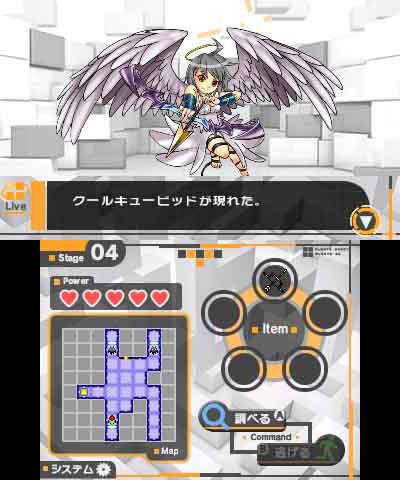 Live
クールキューピッドが現れた。
Stage 04
Power
Item
調べる A
Command
B 逃げる
Map
システム